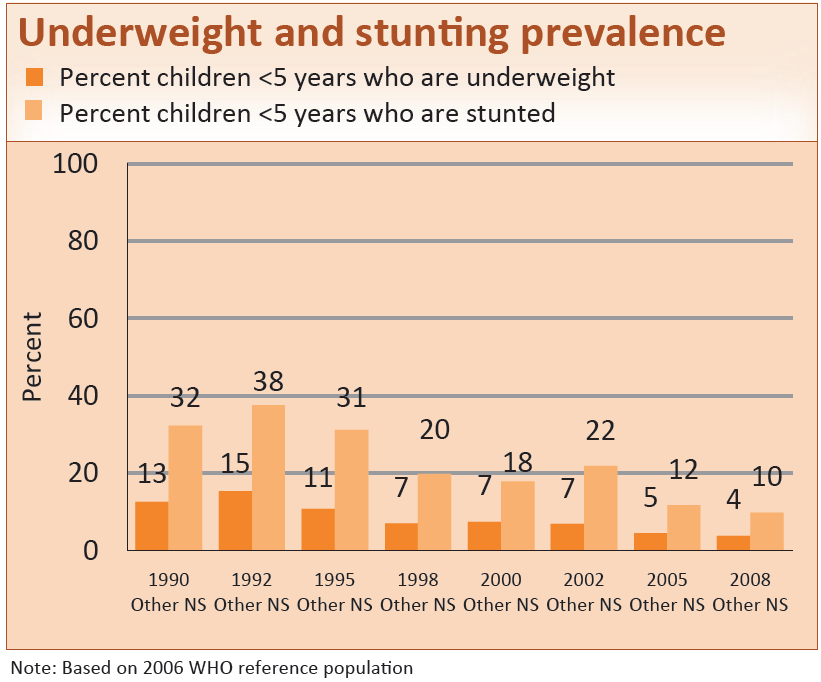 Underweight and stunting prevalence
Percent children <5 years who are underweight
Percent children <5 years who are stunted
Percent
100
80
60
40
20
0
13 32 15 38 11 31 7 20 7 18 7 22 5 12 4 10
1990 1992 1995 1998 2000 2002 2005 2008
Other NS Other NS Other NS Other NS Other NS Other NS Other NS Other NS
Note: Based on 2006 WHO reference population